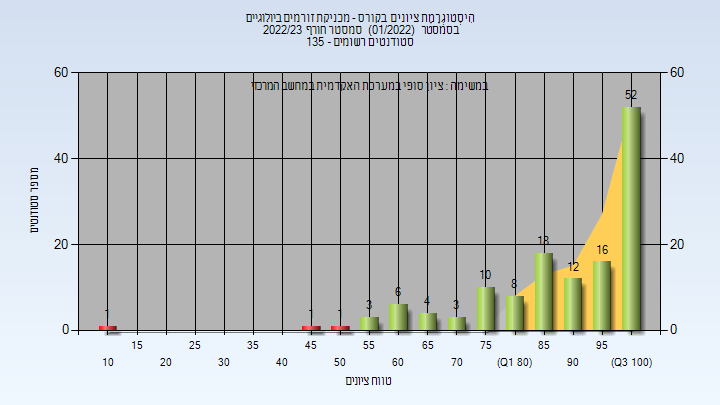 היסטוגרמת ציונים בקורס - מכניקת זורמים ביולוגיים
בסמסטר (01/2022) סמסטר חורף 2022/23
סטודנטים רשומים - 135
במשימה : ציון סופי במערכת האקדמית במחשב המרכזי
60 60
40 40
20 20
0 0
מספר סטודנטים
1 1 1 3 6 4 3 10 8 18 12 16 52
15 25 35 45 55 65 75 85 95
10 20 30 40 50 60 70 (Q1 80) 90 (Q3 100)
טווח ציונים